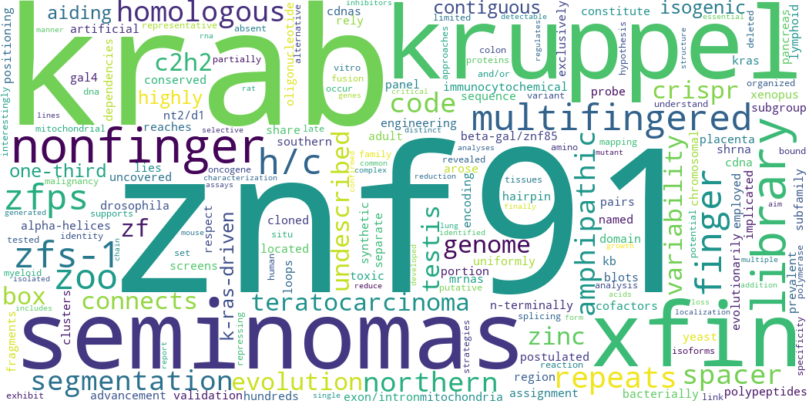 krab
kruppel
znf91
seminomas
xfin
library
nonfinger
multifingered
homologous
contiguous
isogenic
aiding
artificial
representative
oligonucleotide
alternative
cdnas
rely
limited
approaches
detectable
regulates
essential
inhibitors
manner
rna
absent
partially
positioning
interestingly
dependencies
c2h2
conserved
gal4
dna
highly
vitro
fusion
occur
genes
critical
rat
colon
proteins
and/or
variant
exclusively
hypothesis
structure
constitute
kras
deleted
pancreas
lymphoid
organized
xenopus
subgroup
crispr
panel
immunocytochemical
sequence
probe
understand
code
engineering
distinct
lines
mitochondrial
nt2/d1
reaches
selective
share
late
southern
adult
family
common
complex
reduction
beta-gal/znf85
analyses
amino
mutant
mapping
placenta
shrna
cdna
bound
h/c
one-third
malignancy
lies
uncovered
oncogene
characterization
assays
undescribed
revealed
arose
tissues
hairpin
pairs
named
domain
kb
blots
analysis
acids
chromosomal
potential
employed
implicated
evolutionarily
zfps
supports
drosophila
alpha-helices
identity
zf
k-ras-driven
respect
mouse
cloned
situ
located
loops
human
synthetic
separate
testis
encoding
lung
identified
finally
genome
uniformly
amphipathic
variability
finger
growth
loss
aim
multiple
addition
prevalent
polymerase
subfamily
specificity
zfs-1
generated
tested
myeloid
isolated
chain
set
screens
toxic
reduce
mrnas
putative
developed
portion
n-terminally
cofactors
localization
zoo
box
connects
clusters
includes
fragments
teratocarcinoma
splicing
form
zinc
postulated
yeast
isoforms
repressing
strategies
region
reaction
repeats
spacer
segmentation
evolution
northern
bacterially
link
polypeptides
exhibit
advancement
validation
hundreds
single
exon/intron
mitochondria
assignment
report